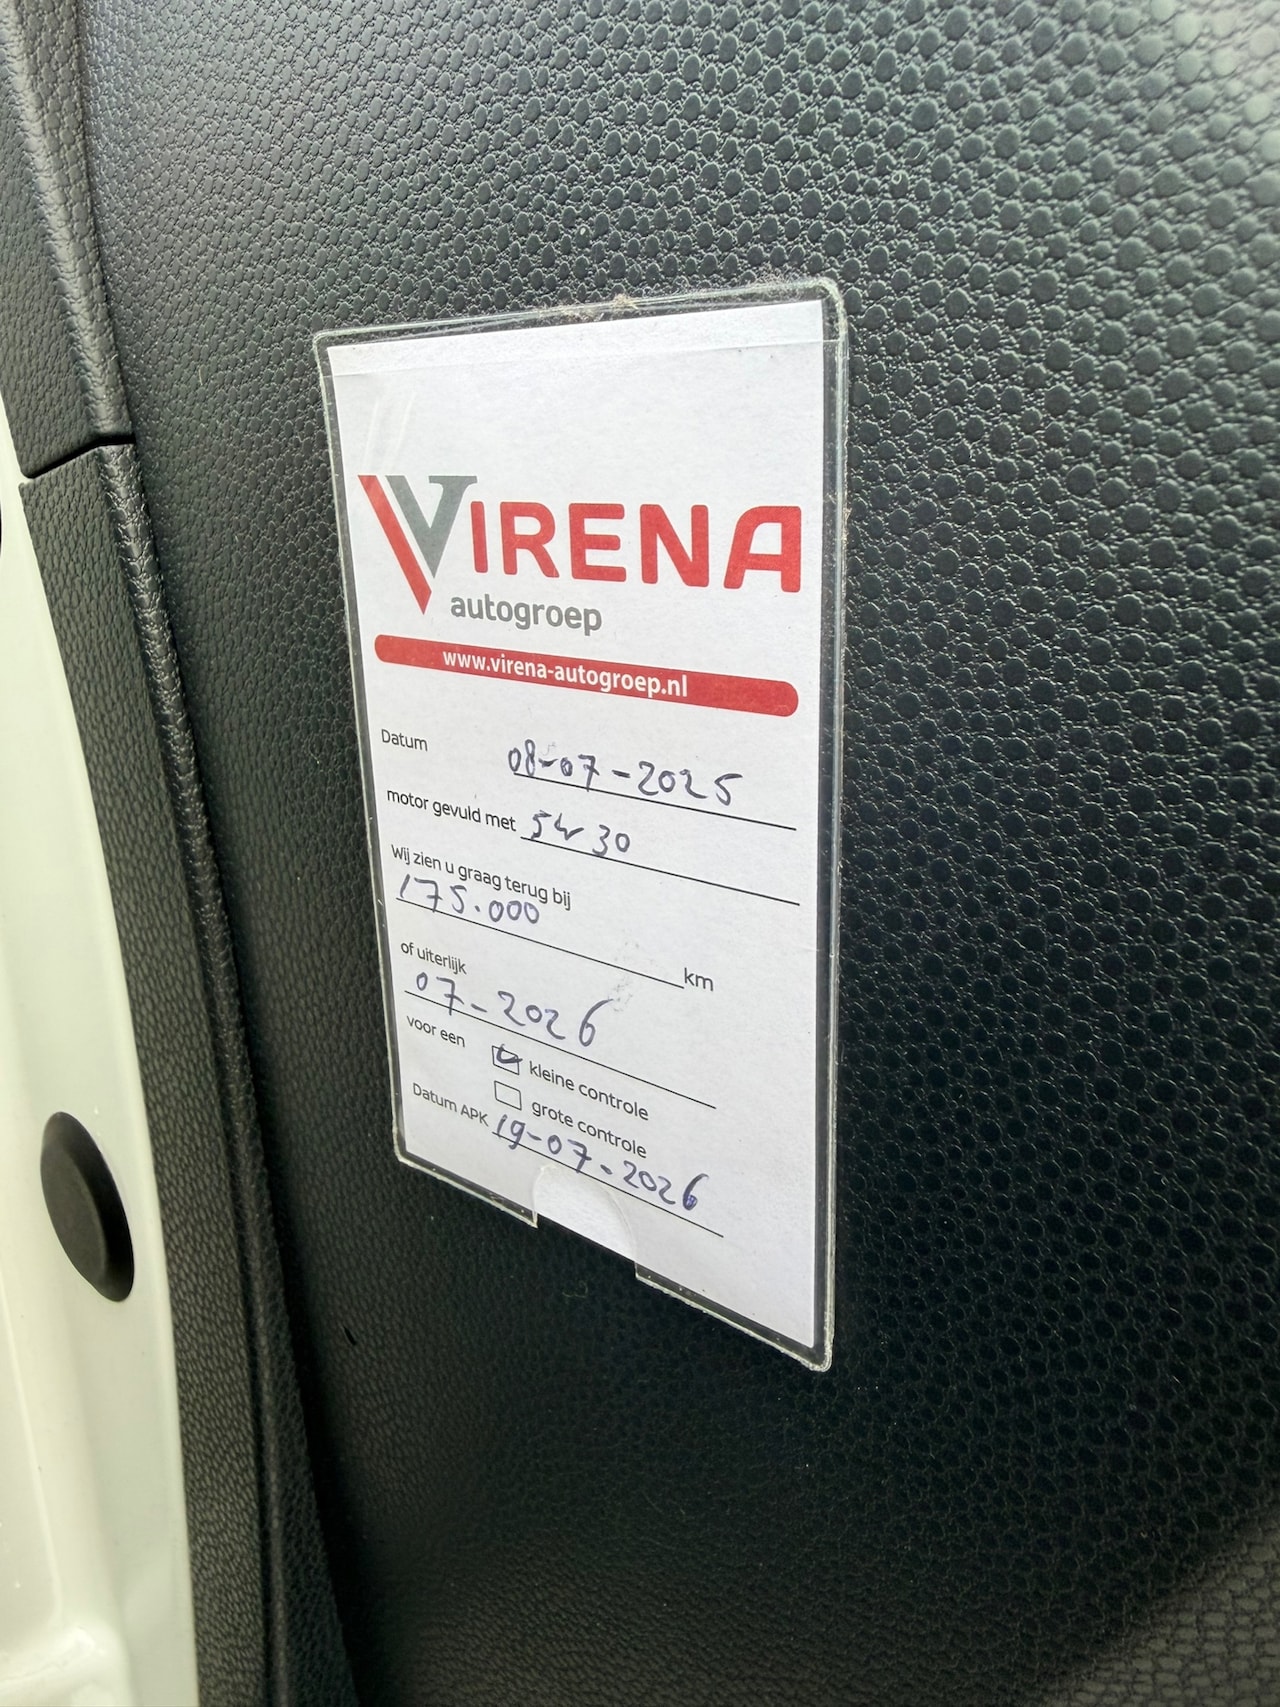 VIRENA
autogroep
www.virena-autogroep.nl
Datum 08-07-2025
motor gevuld met 5w30
Wij zien u graag terug bij
175.000 km
of uiterlijk
07-2026
voor een kleine controle
grote controle
Datum APK 19-07-2026